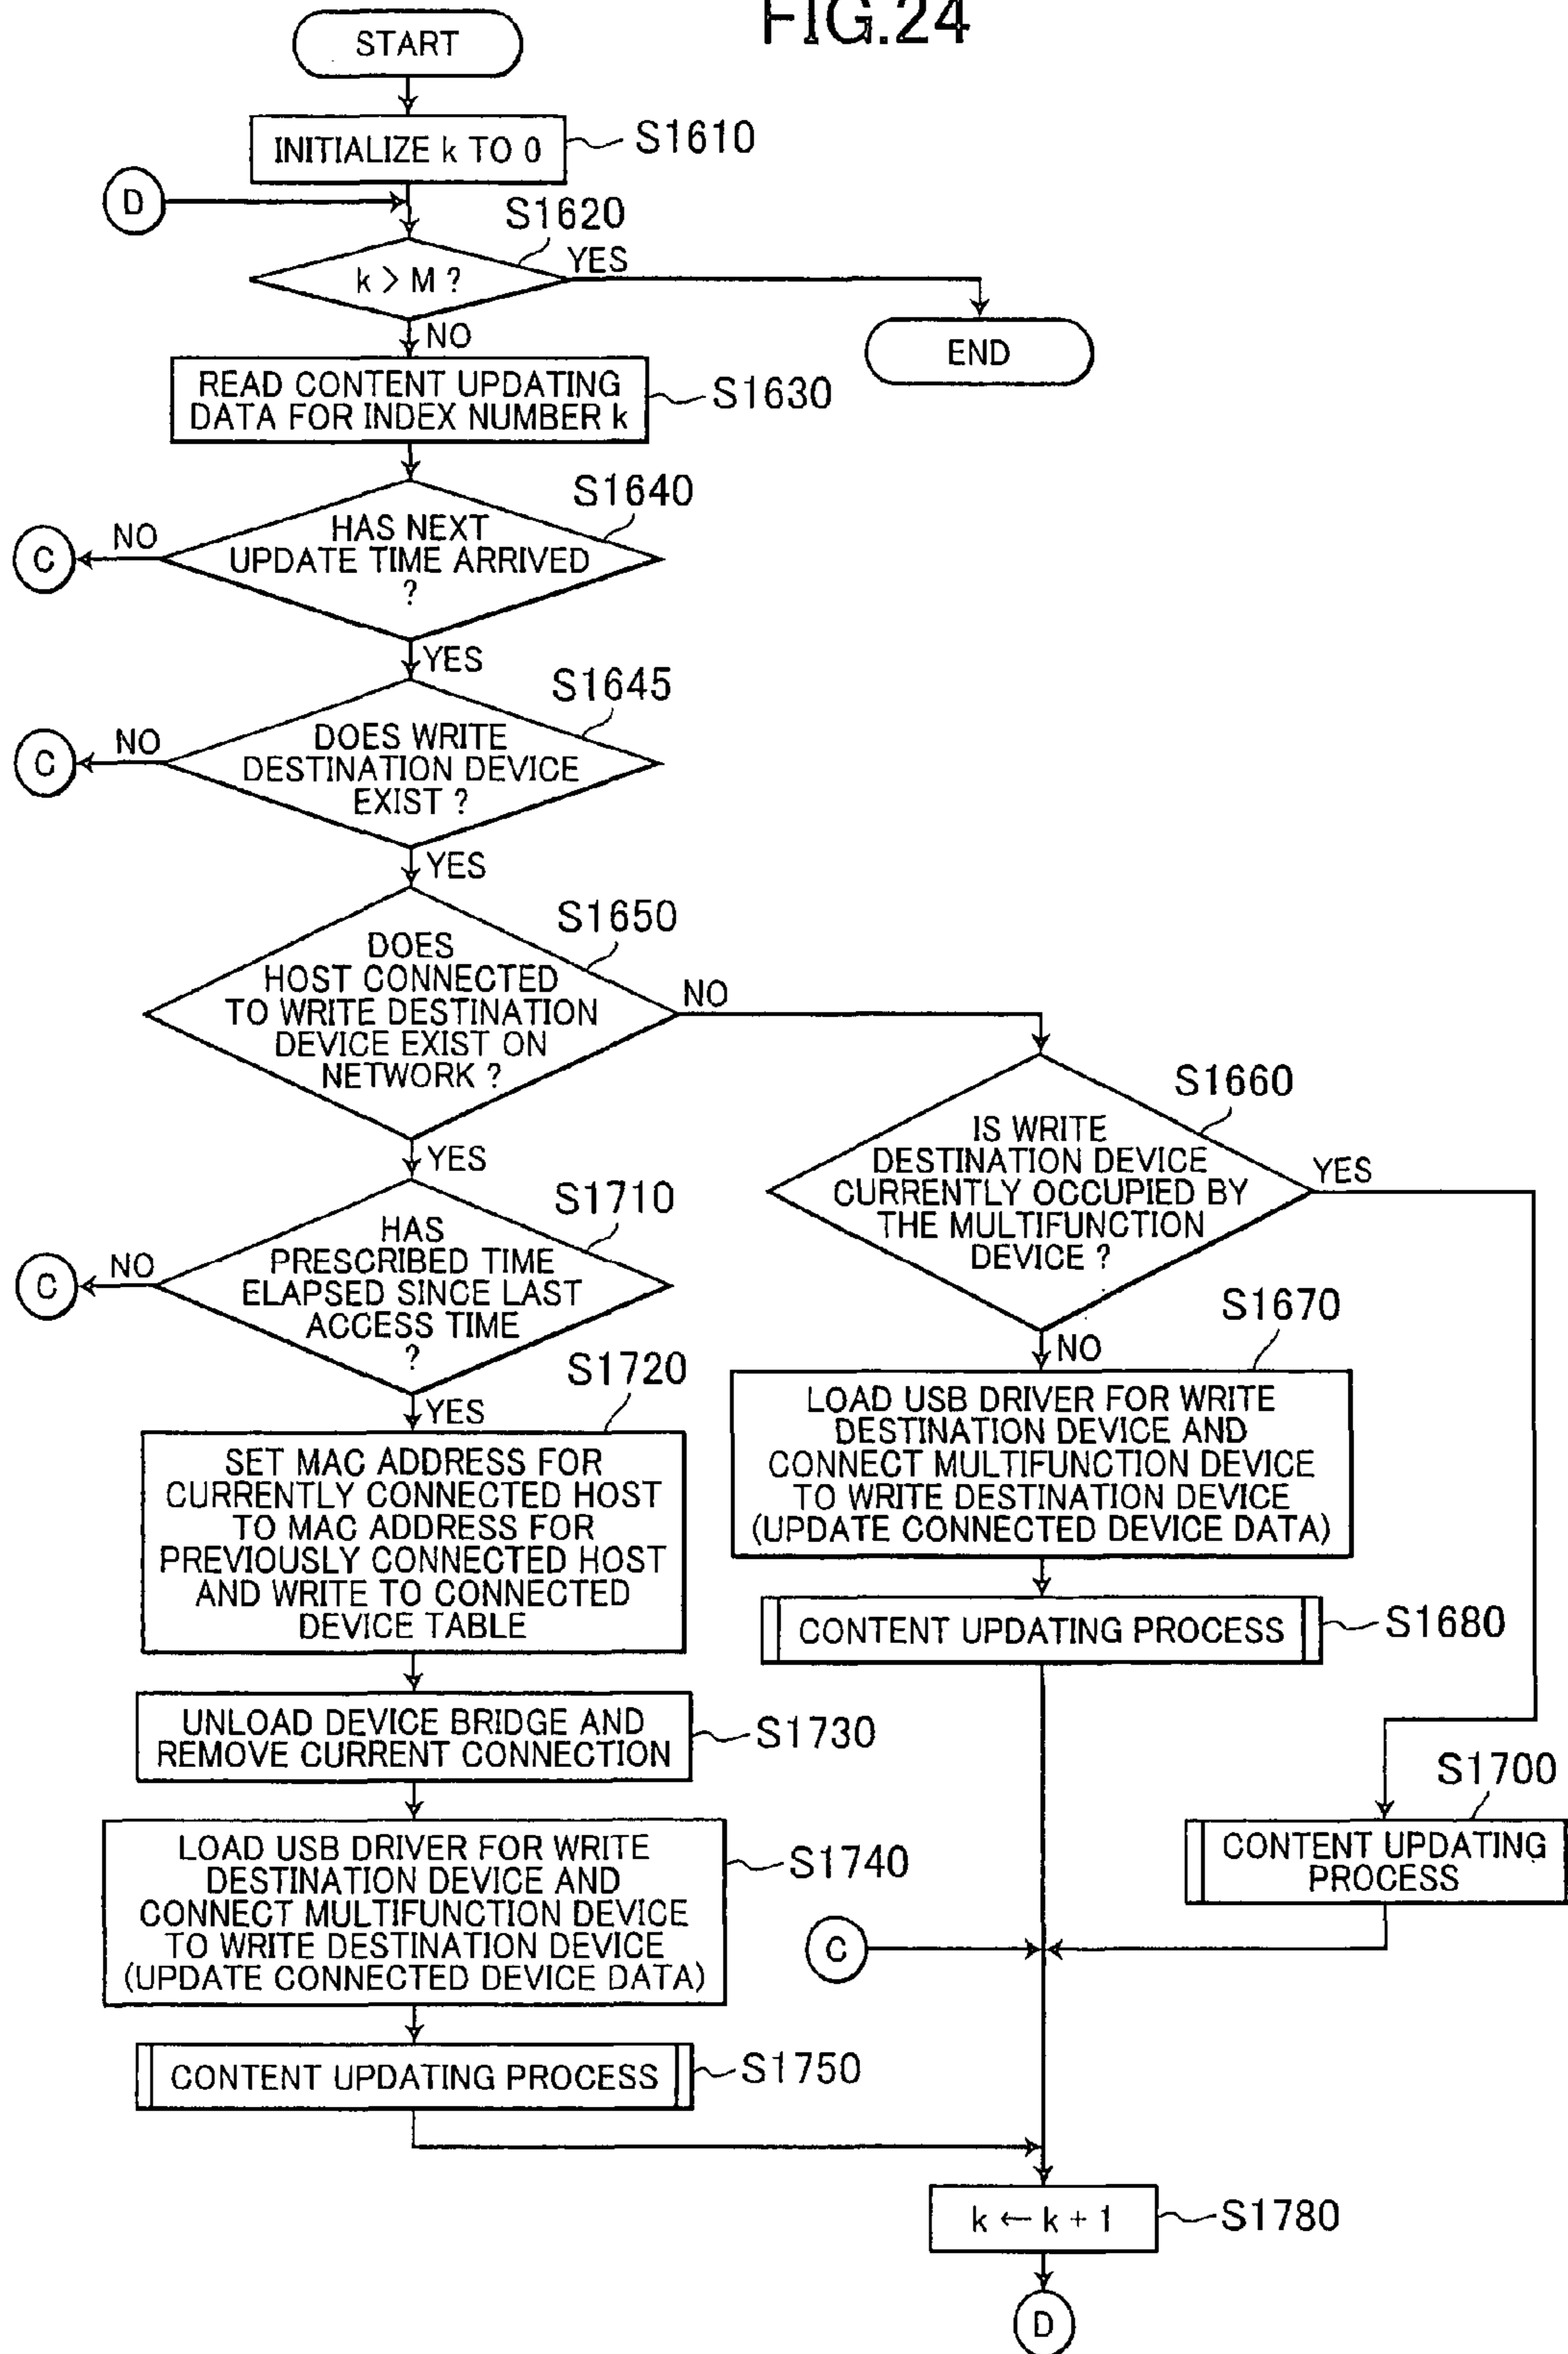 FIG.24
START
INITIALIZE k TO 0
S1610
D
S1620
k > M ?
YES
NO
END
READ CONTENT UPDATING
DATA FOR INDEX NUMBER k
S1630
S1640
HAS NEXT
UPDATE TIME ARRIVED
?
NO
C
YES
S1645
DOES WRITE
DESTINATION DEVICE
EXIST ?
NO
C
YES
S1650
DOES
HOST CONNECTED
TO WRITE DESTINATION
DEVICE EXIST ON
NETWORK ?
NO
YES
S1660
IS WRITE
DESTINATION DEVICE
CURRENTLY OCCUPIED BY
THE MULTIFUNCTION
DEVICE ?
YES
NO
S1710
HAS
PRESCRIBED TIME
ELAPSED SINCE LAST
ACCESS TIME
?
NO
C
YES
S1670
LOAD USB DRIVER FOR WRITE
DESTINATION DEVICE AND
CONNECT MULTIFUNCTION DEVICE
TO WRITE DESTINATION DEVICE
(UPDATE CONNECTED DEVICE DATA)
S1720
SET MAC ADDRESS FOR
CURRENTLY CONNECTED HOST
TO MAC ADDRESS FOR
PREVIOUSLY CONNECTED HOST
AND WRITE TO CONNECTED
DEVICE TABLE
CONTENT UPDATING PROCESS
S1680
UNLOAD DEVICE BRIDGE AND
REMOVE CURRENT CONNECTION
S1730
S1700
CONTENT UPDATING
PROCESS
LOAD USB DRIVER FOR WRITE
DESTINATION DEVICE AND
CONNECT MULTIFUNCTION DEVICE
TO WRITE DESTINATION DEVICE
(UPDATE CONNECTED DEVICE DATA)
S1740
C
CONTENT UPDATING PROCESS
S1750
k ← k + 1
S1780
D